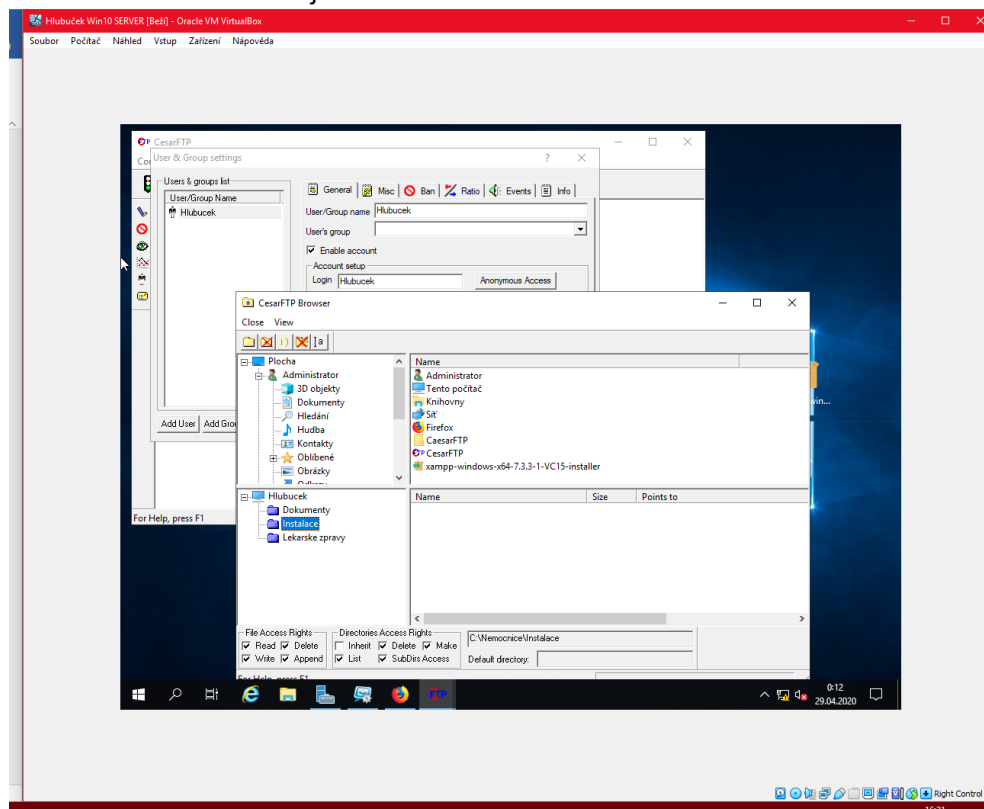 Hlubuček Win10 SERVER [Beží] - Oracle VM VirtualBox
Soubor Počítač Náhled Vstup Zařízení Nápověda
CesarFTP
User & Group settings
Users & groups list
General Misc Ban Ratio Events Info
User/Group Name
Hlubucek
User/Group name Hlubucek
User's group
Enable account
Account setup
Login Hlubucek Anonymous Access
CesarFTP Browser
Close View
Plocha
Administrator
3D objekty
Dokumenty
Hledání
Hudba
Kontakty
Oblíbené
Obrázky
Name
Administrator
Tento počítač
Knihovny
Síť
Firefox
CaesarFTP
CesarFTP
xampp-windows-x64-7.3.3-1-VC15-installer
Add User
Hlubucek
Dokumenty
Instalace
Lekarske zpravy
Name Size Points to
For Help, press F1
File Access Rights Directories Access Rights
Read Delete Inherit Delete Make
Write Append List SubDirs Access
C:\Nemocnice\Instalace
Default directory:
FTP
0:12
29.04.2020
Right Control